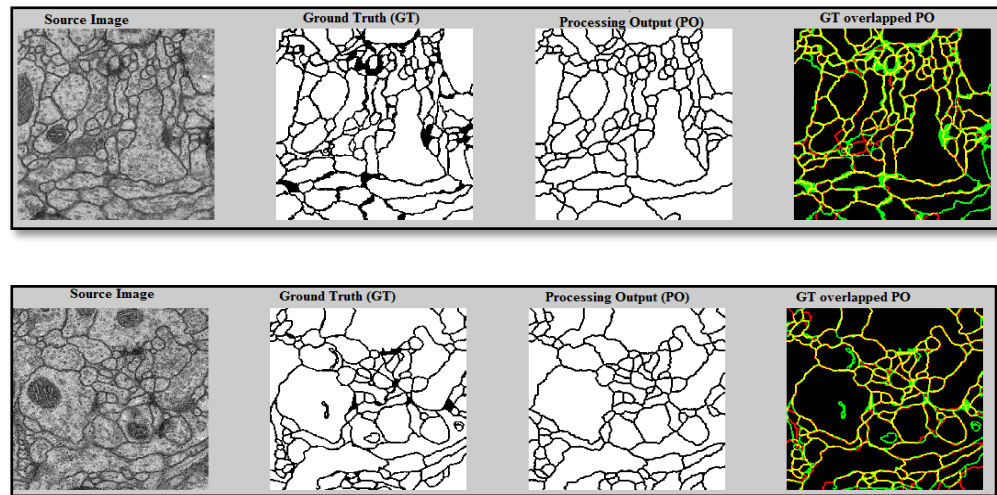 Source Image
Ground Truth (GT)
Processing Output (PO)
GT overlapped PO
Source Image
Ground Truth (GT)
Processing Output (PO)
GT overlapped PO